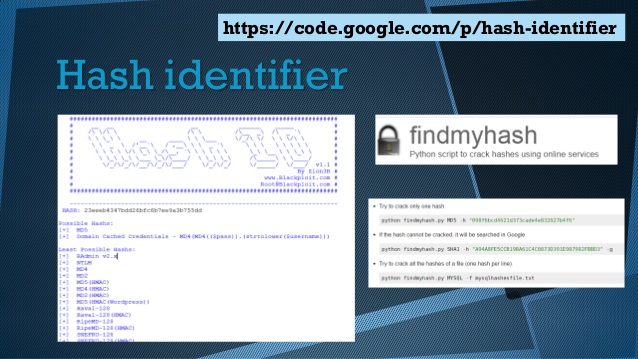 https://code.google.com/p/hash-identifier
Hash identifier
v1.1
By Zion3R
www.Blackploit.com
Root@Blackploit.com
HASH:
Possible Hashs:
[+] MD5
[+] Domain Cached Credentials - MD4(MD4(($pass)).(strtolower($username)))
Least Possible Hashs:
[+] RAdmin v2.x
[+] NTLM
[+] MD4
[+] MD2
[+] MD5(HMAC)
[+] MD4(HMAC)
[+] MD2(HMAC)
[+] MD5(HMAC(Wordpress))
[+] Haval-128
[+] Haval-128(HMAC)
[+] RipeMD-128
[+] RipeMD-128(HMAC)
[+] SNEFRU-128
findmyhash
Python script to crack hashes using online services
• Try to crack only one hash
python findmyhash.py MD5 -h
• If the hash cannot be cracked, it will be searched in Google
python findmyhash.py SHA1 -h -g
• Try to crack all the hashes of a file (one hash per line)
python findmyhash.py MYSQL -f mysqlhashesfile.txt